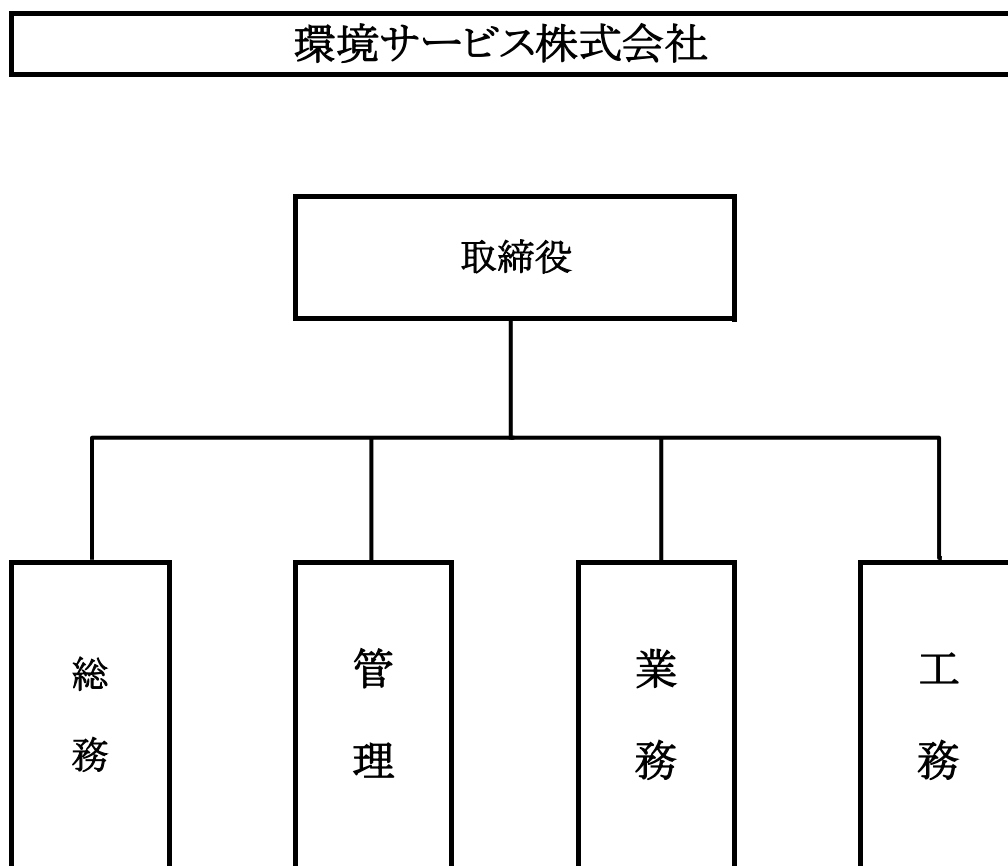 環境サービス株式会社
取締役
総務
管理
業務
工務